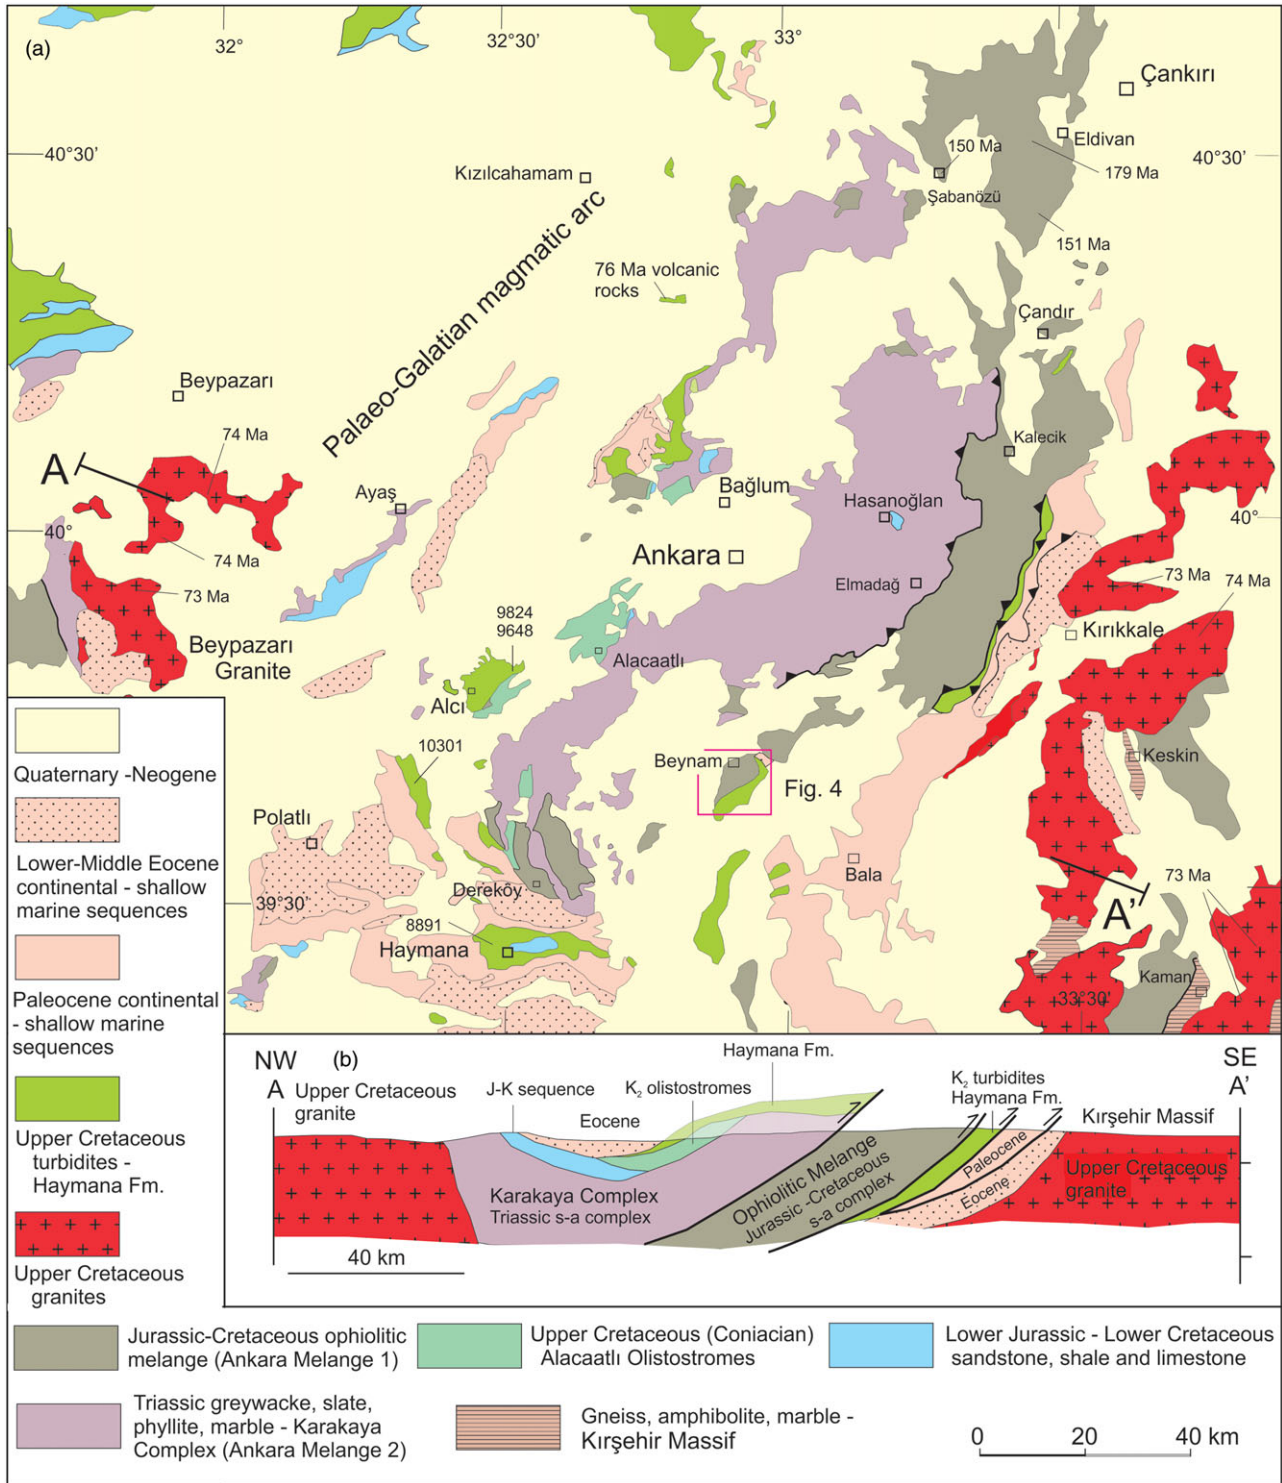 (a)
32°
32°30'
33°
Çankırı
Eldivan
40°30'
40°30'
150 Ma
179 Ma
Şabanözü
Kızılcahamam
151 Ma
Palaeo-Galatian magmatic arc
76 Ma volcanic
rocks
Çandır
Beypazarı
74 Ma
A
Kalecik
Ayaş
Bağlum
Hasanoğlan
40°
40°
74 Ma
Ankara
Elmadağ
73 Ma
73 Ma
74 Ma
9824
9648
Kırıkkale
Beypazarı
Granite
Alacaatlı
Alcı
10301
Beynam
Keskin
Fig. 4
Polatlı
Bala
Dereköy
39°30'
A'
73 Ma
8891
Haymana
Kaman
33°30'
Quaternary -Neogene
Lower-Middle Eocene
continental - shallow
marine sequences
Paleocene continental
- shallow marine
sequences
Upper Cretaceous
turbidites -
Haymana Fm.
Upper Cretaceous
granites
NW
(b)
Haymana Fm.
SE
A
Upper Cretaceous
granite
J-K sequence
K₂ olistostromes
K₂ turbidites
Haymana Fm.
A'
Eocene
Kırşehir Massif
Karakaya Complex
Triassic s-a complex
Ophiolitic Melange
Jurassic -Cretaceous
s-a complex
Paleocene
Eocene
Upper Cretaceous
granite
40 km
Jurassic-Cretaceous ophiolitic
melange (Ankara Melange 1)
Upper Cretaceous (Coniacian)
Alacaatlı Olistostromes
Lower Jurassic - Lower Cretaceous
sandstone, shale and limestone
Triassic greywacke, slate,
phyllite, marble - Karakaya
Complex (Ankara Melange 2)
Gneiss, amphibolite, marble -
Kırşehir Massif
0 20 40 km